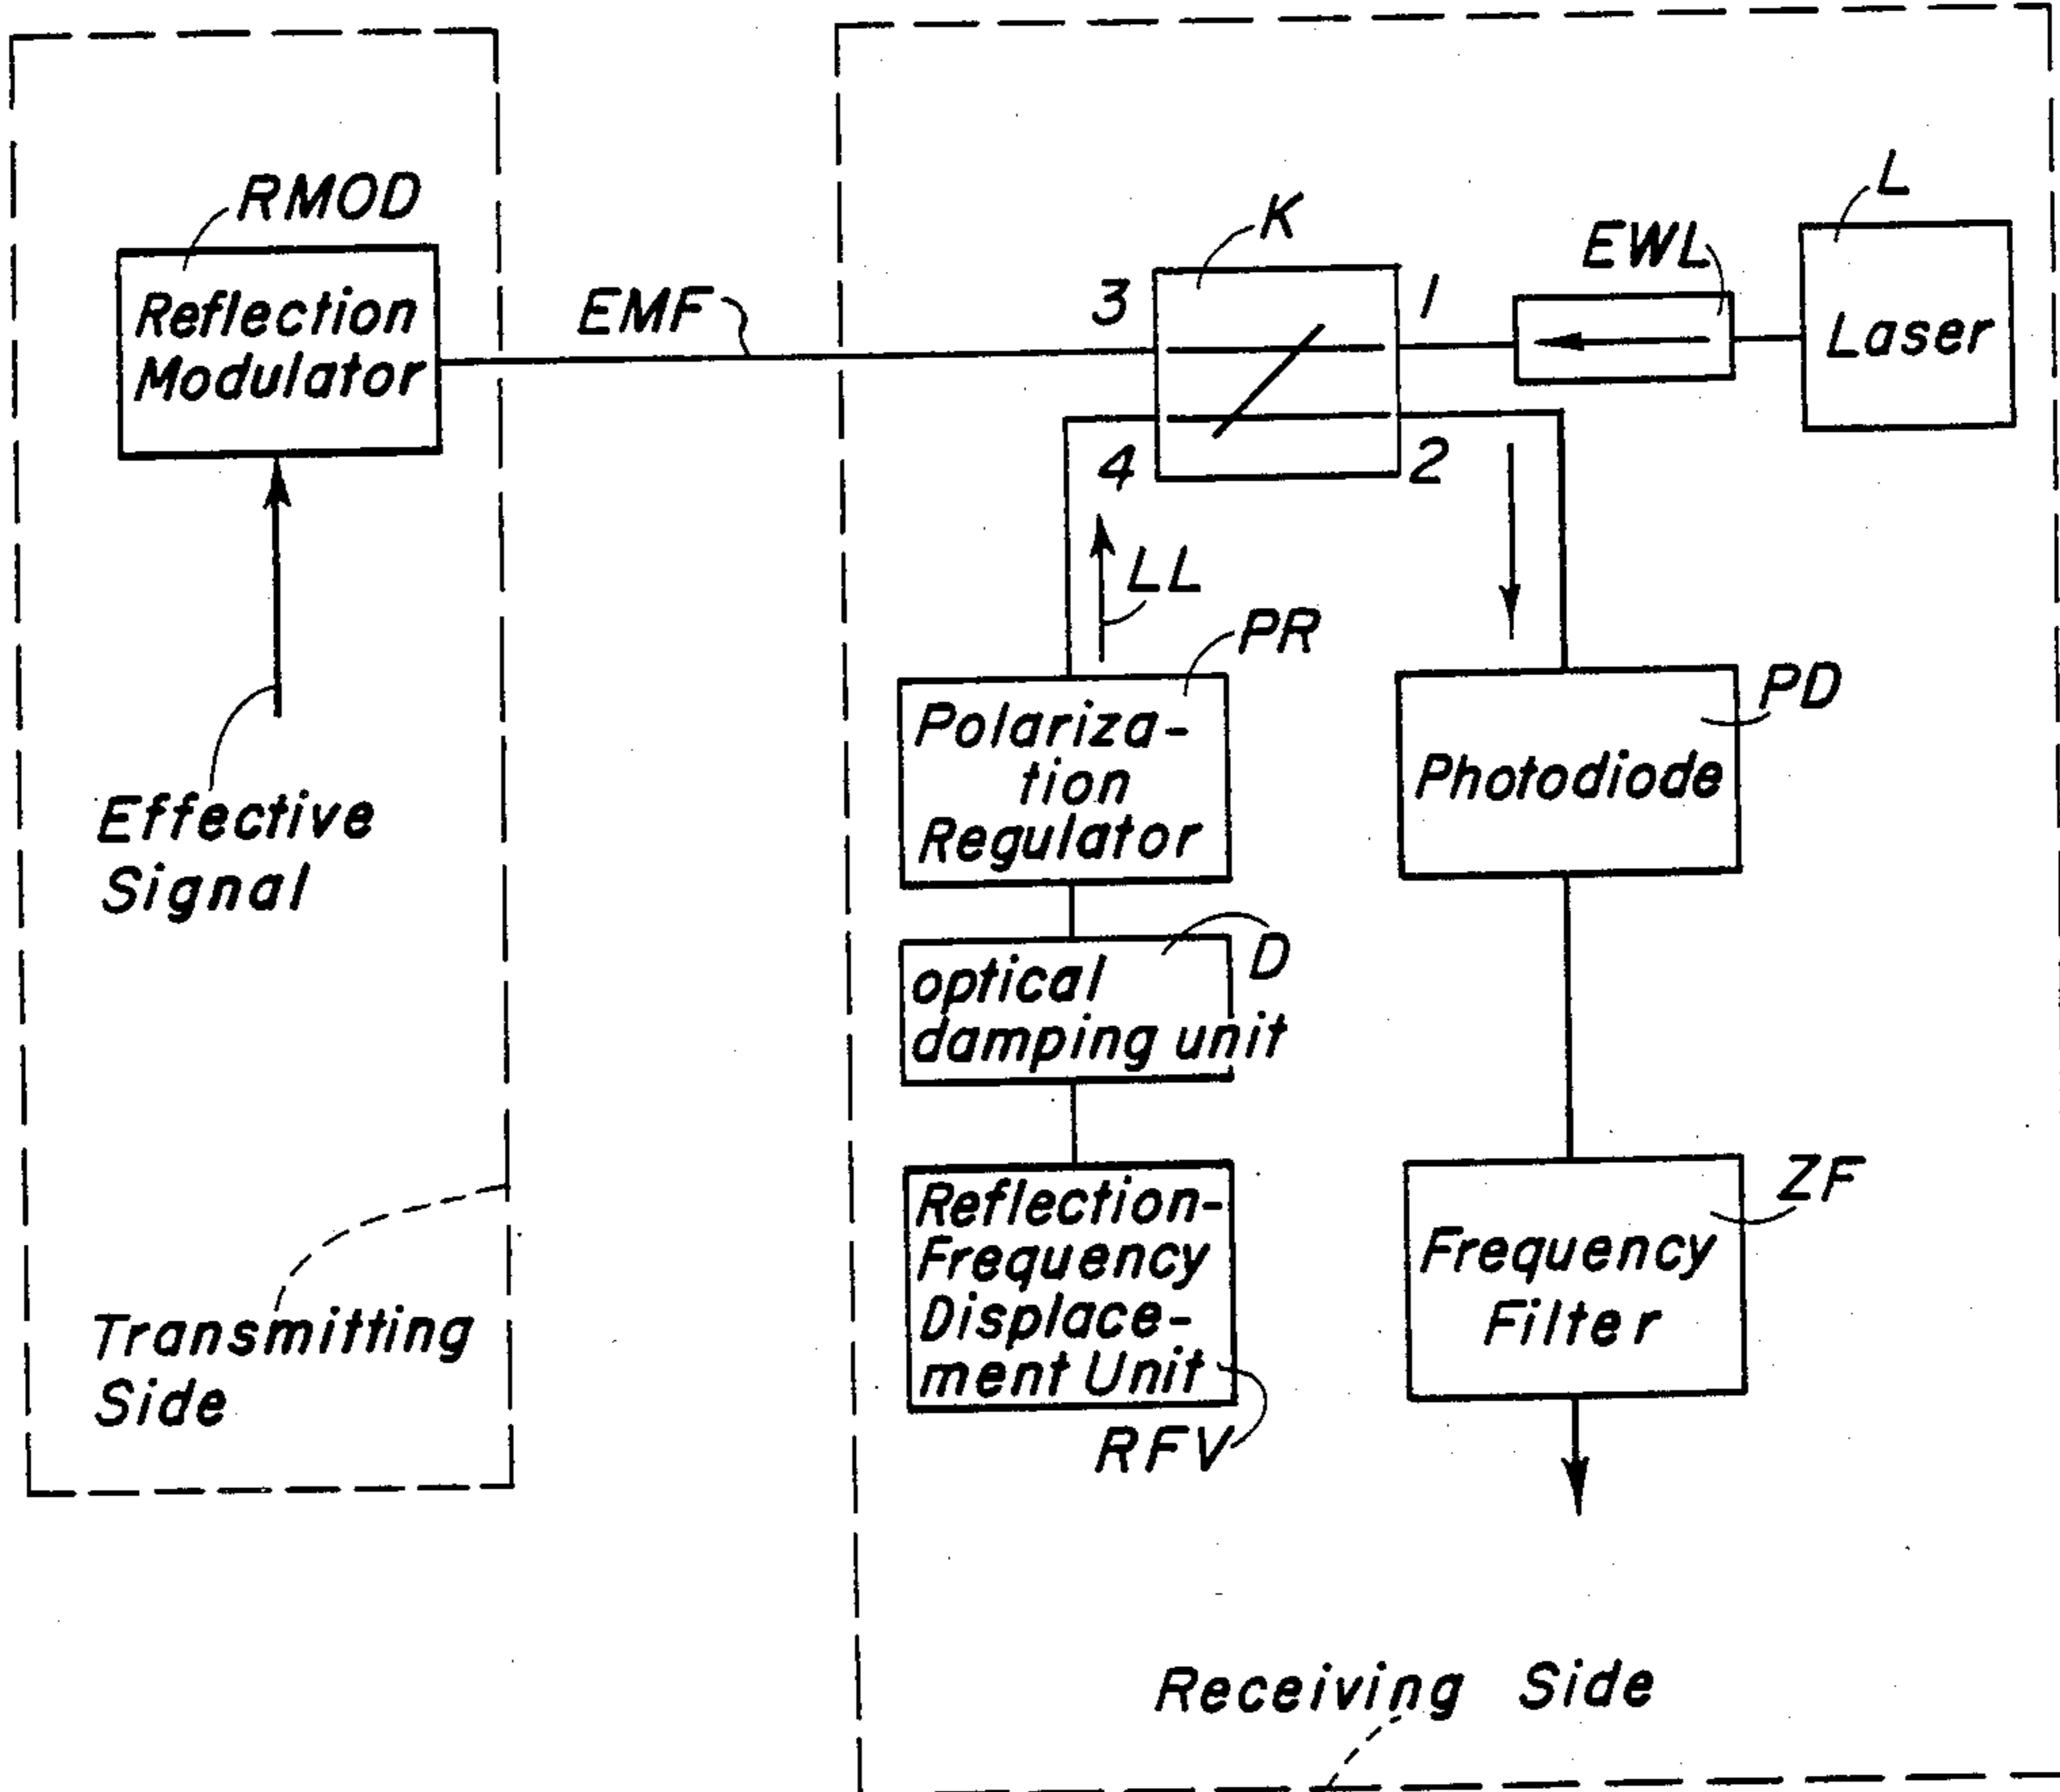 RMOD
Reflection
Modulator
Effective
Signal
Transmitting
Side
EMF
K
3
1
4
2
EWL
L
Laser
LL
PR
Polariza-
tion
Regulator
D
optical
damping unit
Reflection-
Frequency
Displace-
ment Unit
RFV
PD
Photodiode
ZF
Frequency
Filter
Receiving Side